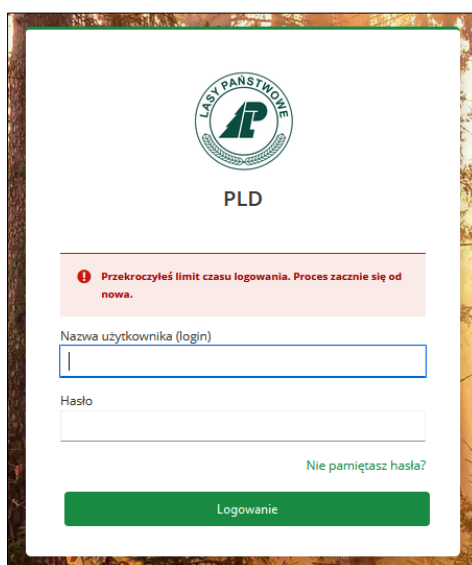 LASY PAŃSTWOWE
PLD
Przekroczyłeś limit czasu logowania. Proces zacznie się od
nowa.
Nazwa użytkownika (login)
Hasło
Nie pamiętasz hasła?
Logowanie